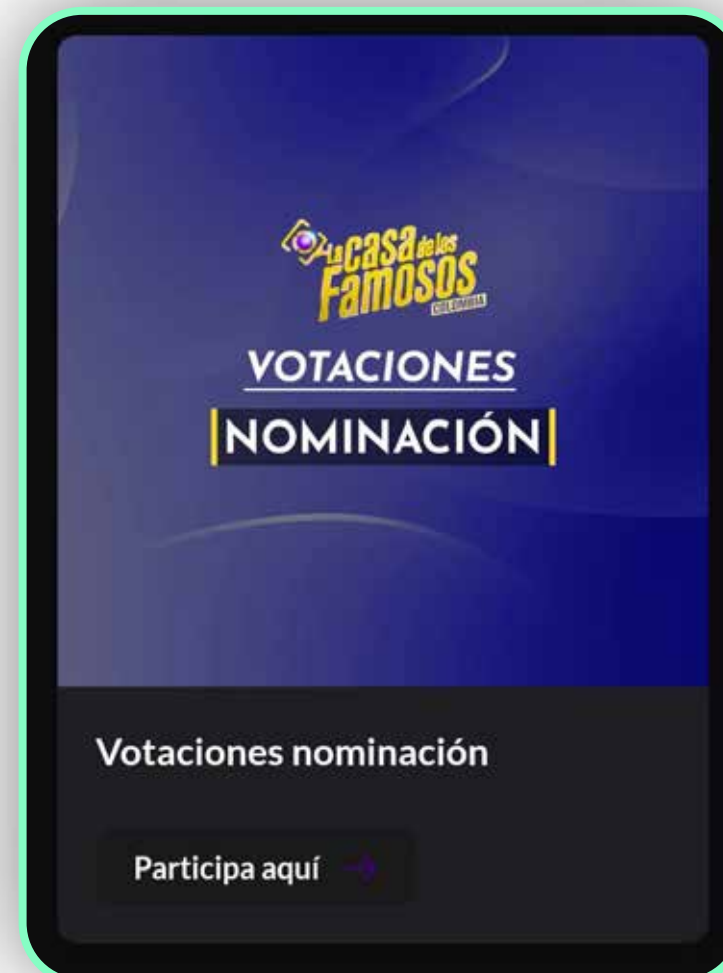 La casa de los
Famosos
COLOMBIA
VOTACIONES
NOMINACIÓN
Votaciones nominación
Participa aquí →